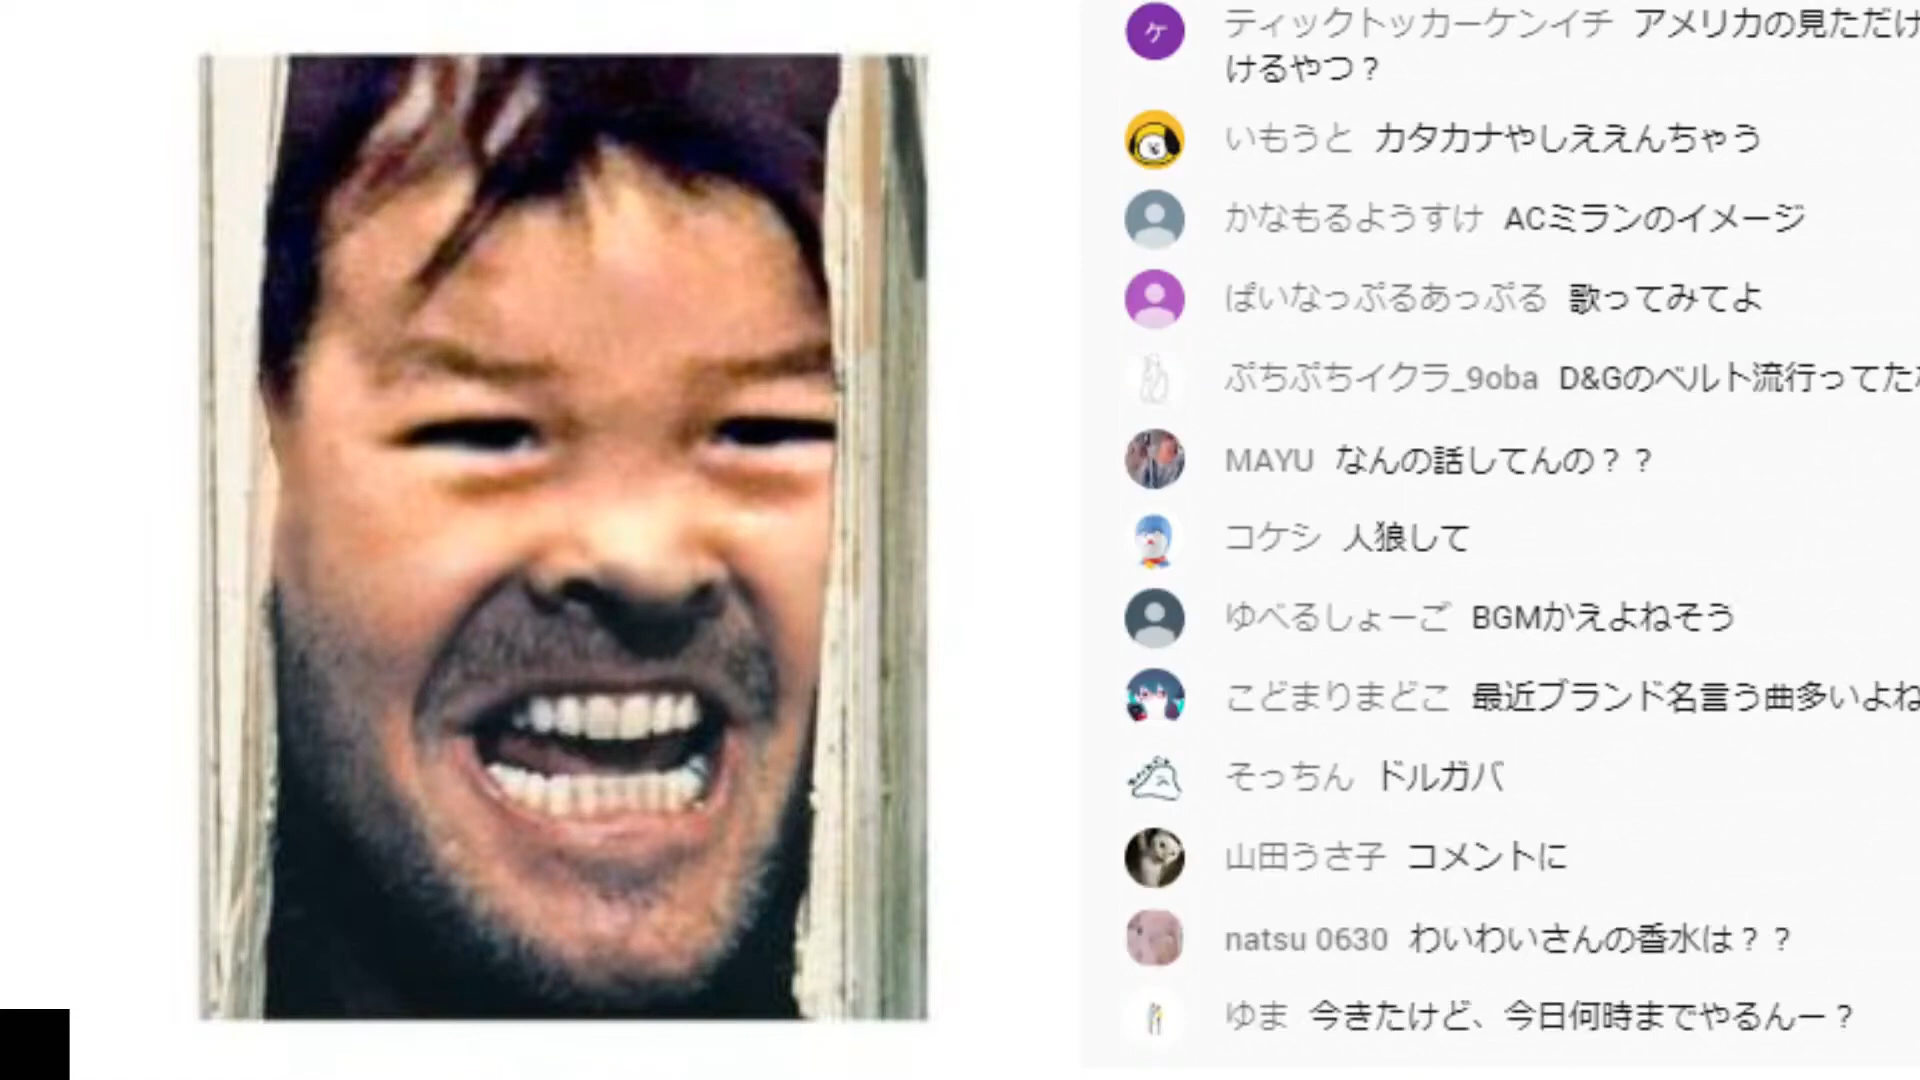 ケ
ティックトッカーケンイチ アメリカの見ただけ
けるやつ？
いもうと カタカナやしええんちゃう
かなもるようすけ ACミランのイメージ
ぱいなっぷるあっぷる 歌ってみてよ
ぷちぷちイクラ_9oba D&Gのベルト流行ってた
MAYU なんの話してんの？？
コケシ 人狼して
ゆべるしょーご BGMかえよねそう
こどまりまどこ 最近ブランド名言う曲多いよね
そっちん ドルガバ
山田うさ子 コメントに
natsu 0630 わいわいさんの香水は？？
ゆま 今きたけど、今日何時までやるんー？